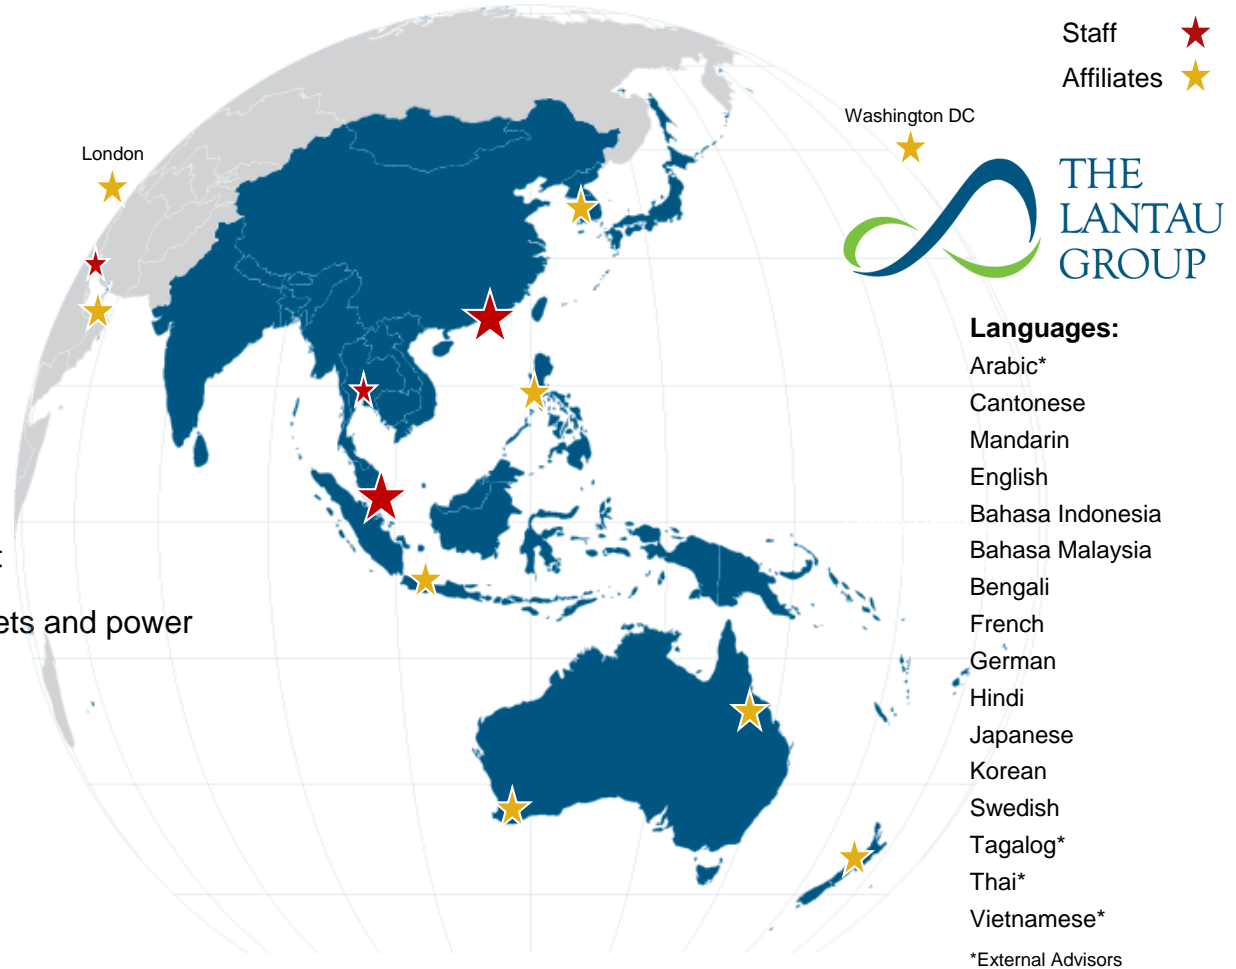 Staff
Affiliates
Washington DC
London
THE
LANTAU
GROUP
Languages:
Arabic*
Cantonese
Mandarin
English
Bahasa Indonesia
Bahasa Malaysia
Bengali
French
and power
German
Hindi
Japanese
Korean
Swedish
Tagalog*
Thai*
Vietnamese*
*External Advisors